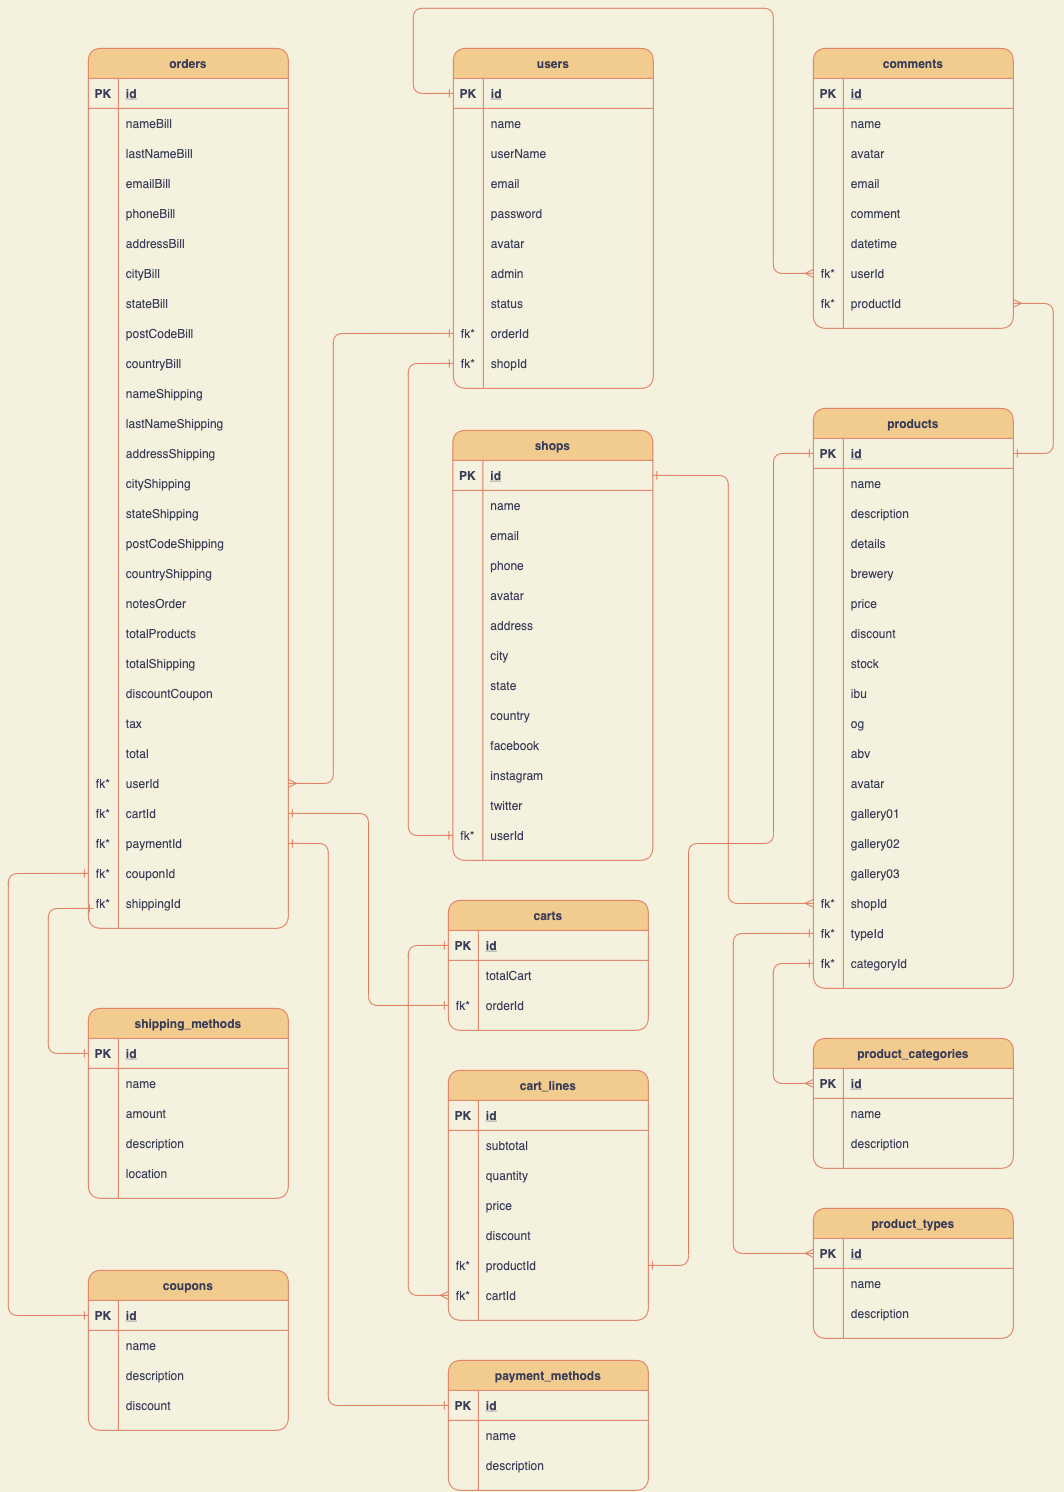 orders
PK id
nameBill
lastNameBill
emailBill
phoneBill
addressBill
cityBill
stateBill
postCodeBill
countryBill
nameShipping
lastNameShipping
addressShipping
cityShipping
stateShipping
postCodeShipping
countryShipping
notesOrder
totalProducts
totalShipping
discountCoupon
tax
total
fk* userId
fk* cartId
fk* paymentId
fk* couponId
fk* shippingId
shipping_methods
PK id
name
amount
description
location
coupons
PK id
name
description
discount
users
PK id
name
userName
email
password
avatar
admin
status
fk* orderId
fk* shopId
shops
PK id
name
email
phone
avatar
address
city
state
country
facebook
instagram
twitter
fk* userId
carts
PK id
totalCart
fk* orderId
cart_lines
PK id
subtotal
quantity
price
discount
fk* productId
fk* cartId
payment_methods
PK id
name
description
comments
PK id
name
avatar
email
comment
datetime
fk* userId
fk* productId
products
PK id
name
description
details
brewery
price
discount
stock
ibu
og
abv
avatar
gallery01
gallery02
gallery03
fk* shopId
fk* typeId
fk* categoryId
product_categories
PK id
name
description
product_types
PK id
name
description